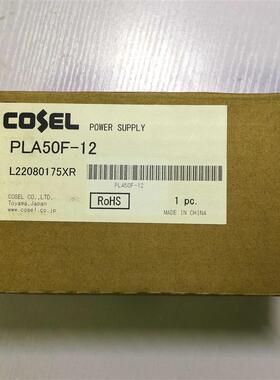 COSEL POWER SUPPLY
PLA50F-12
L22080175XR
PLA50F-12
COSEL CO.,LTD.
Toyama,Japan
www.cosel.co.jp
RoHS
1 pc.
MADE IN CHINA